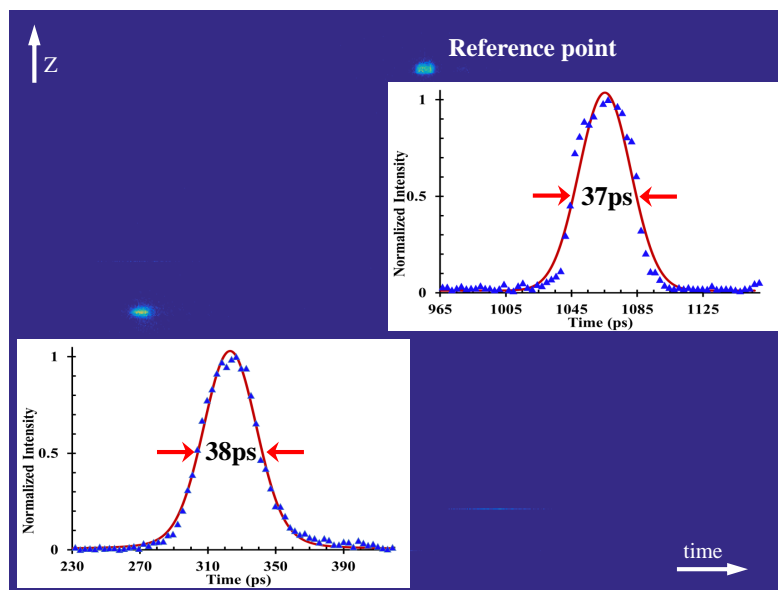 Z
Reference point
1
0.5
0
Normalized Intensity
37ps
965 1005 1045 1085 1125
Time (ps)
1
0.5
0
Normalized Intensity
38ps
230 270 310 350 390
Time (ps)
time